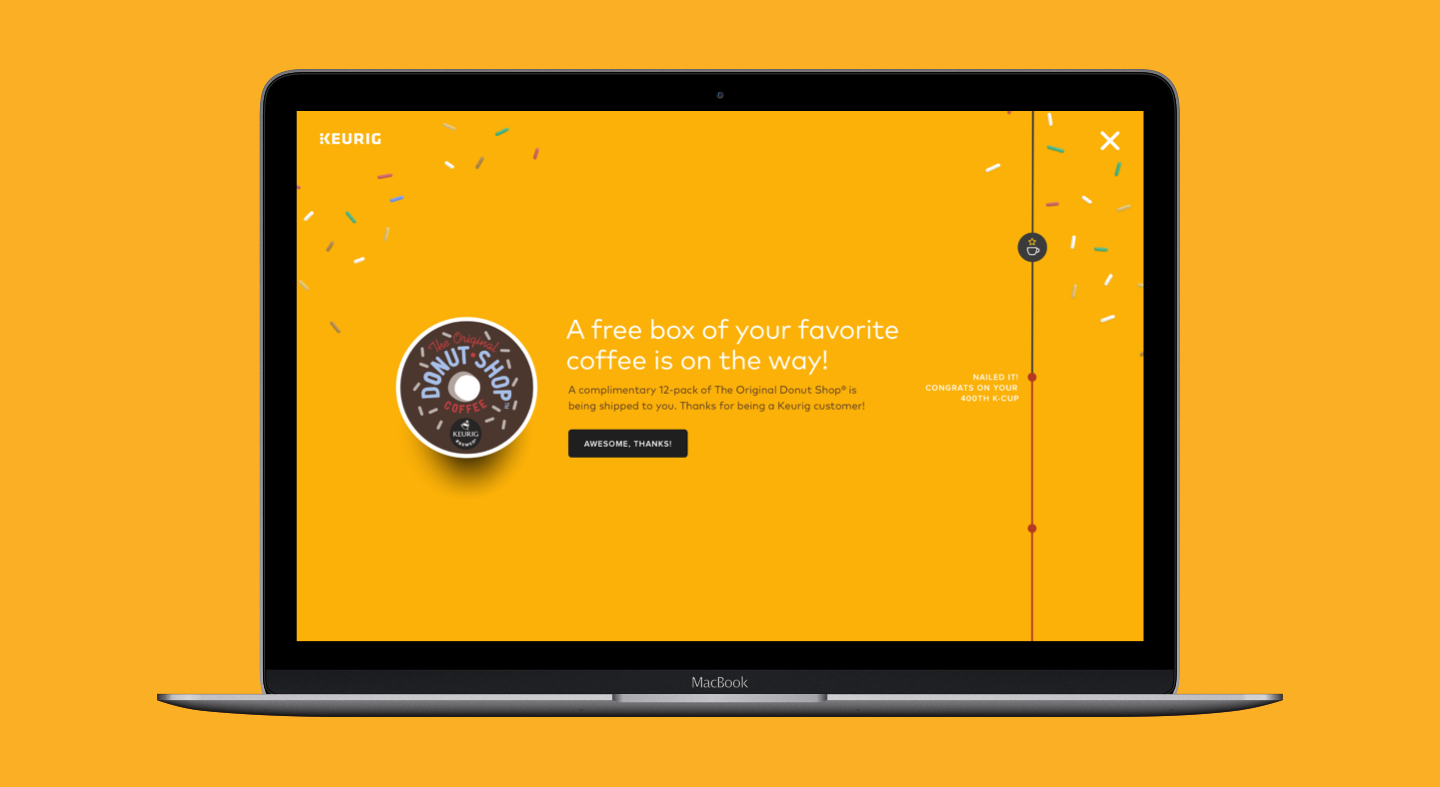 KEURIG
The Original
DONUT SHOP
COFFEE
KEURIG
BREWED
A free box of your favorite
coffee is on the way!
A complimentary 12-pack of The Original Donut Shop® is
being shipped to you. Thanks for being a Keurig customer!
AWESOME, THANKS!
NAILED IT!
CONGRATS ON YOUR
400TH K-CUP
MacBook